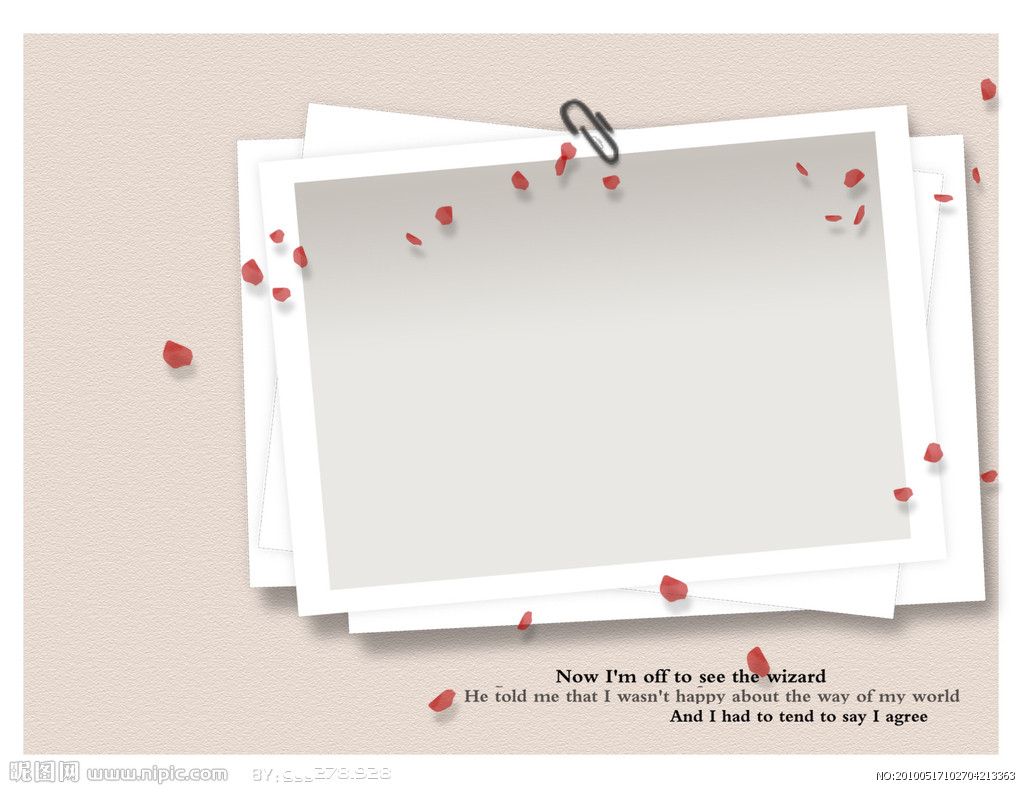 Now I'm off to see the wizard
He told me that I wasn't happy about the way of my world
And I had to tend to say I agree
昵图网 www.nipic.com BY:
NO:20100517102704213363